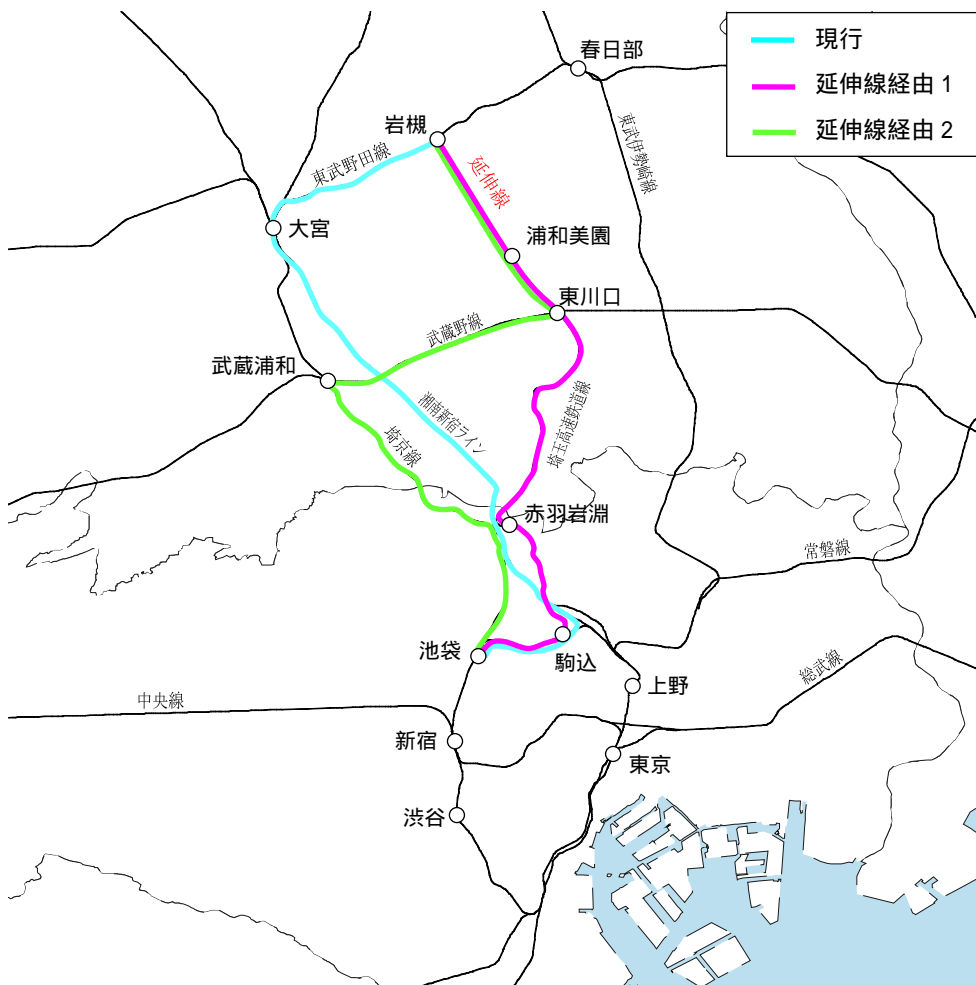 現行
延伸線経由1
延伸線経由2
春日部
岩槻
東武野田線
東武伊勢崎線
延伸線
大宮
浦和美園
東川口
武蔵野線
武蔵浦和
湘南新宿ライン
埼京線
埼玉高速鉄道線
赤羽岩淵
常磐線
池袋
駒込
上野
総武線
中央線
新宿
東京
渋谷